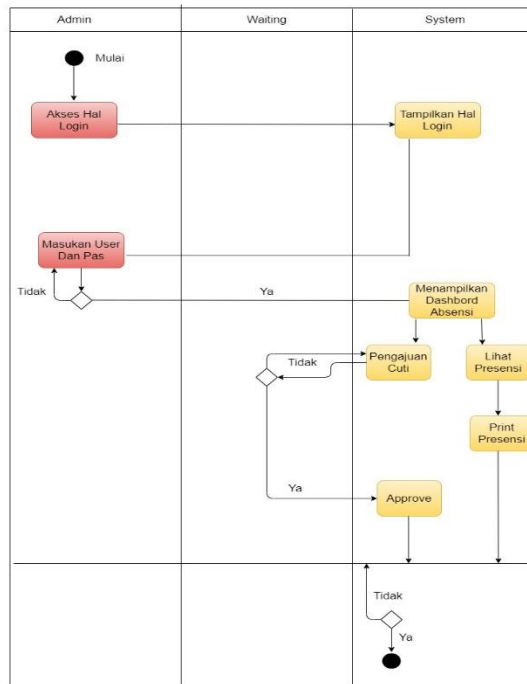 Admin
Waiting
System
Mulai
Akses Hal
Login
Tampilkan Hal
Login
Masukan User
Dan Pas
Tidak
Ya
Menampilkan
Dashbord
Absensi
Tidak
Pengajuan
Cuti
Lihat
Presensi
Print
Presensi
Ya
Approve
Tidak
Ya